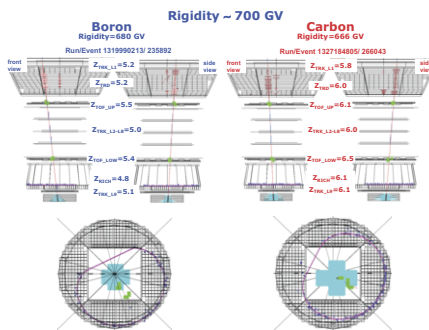 Rigidity ~ 700 GV
Boron
Rigidity=680 GV
Run/Event 1319990213/ 235892
front view
side view
Z_TRK_L1=5.2
Z_TRD=5.2
Z_TOF_UP=5.5
Z_TRK_L2-L8=5.0
Z_TOF_LOW=5.4
Z_RICH=4.8
Z_TRK_L9=5.1
Carbon
Rigidity=666 GV
Run/Event 1327184805/ 266043
front view
side view
Z_TRK_L1=5.8
Z_TRD=6.0
Z_TOF_UP=6.1
Z_TRK_L2-L8=6.0
Z_TOF_LOW=6.5
Z_RICH=6.1
Z_TRK_L9=6.1